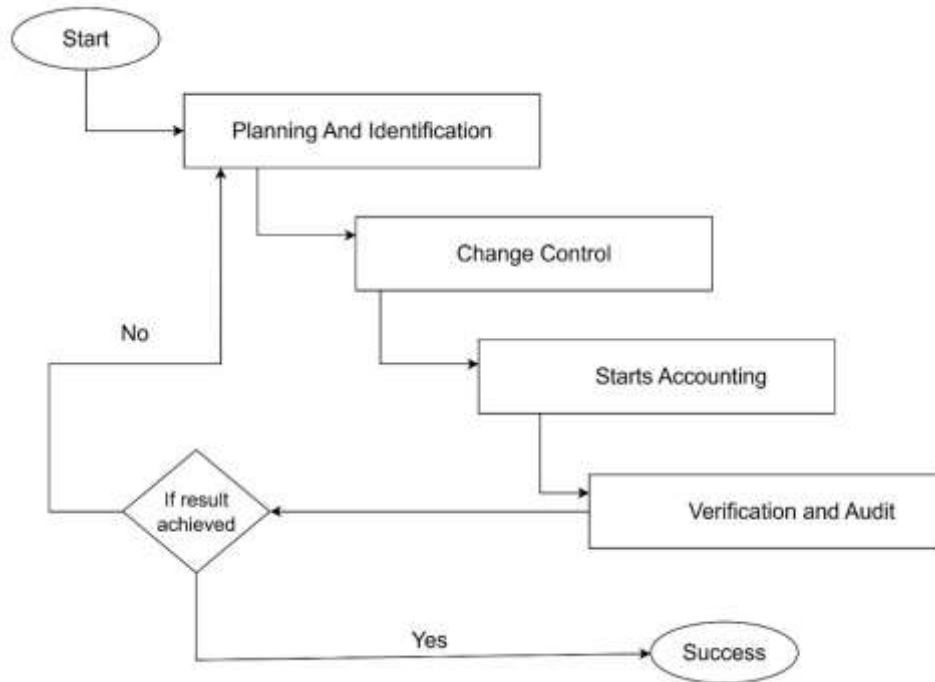 Start
Planning And Identification
Change Control
No
Starts Accounting
If result
achieved
Verification and Audit
Yes
Success